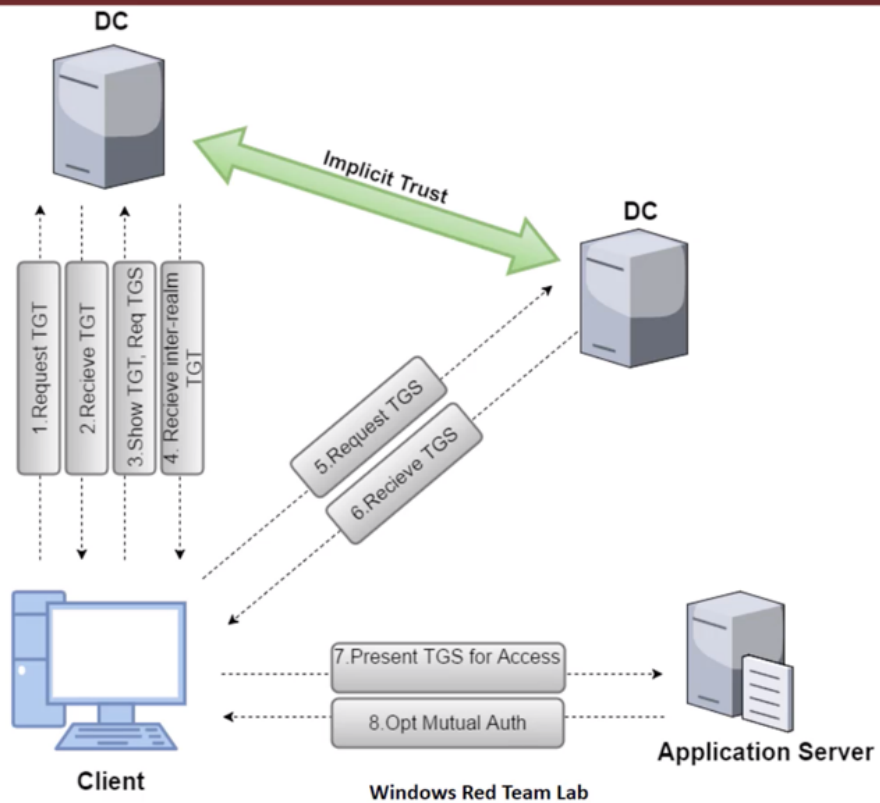 DC
Implicit Trust
DC
1.Request TGT
2.Recieve TGT
3.Show TGT, Req TGS
4. Recieve inter-realm
TGT
5.Request TGS
6.Recieve TGS
7.Present TGS for Access
8.Opt Mutual Auth
Application Server
Client
Windows Red Team Lab